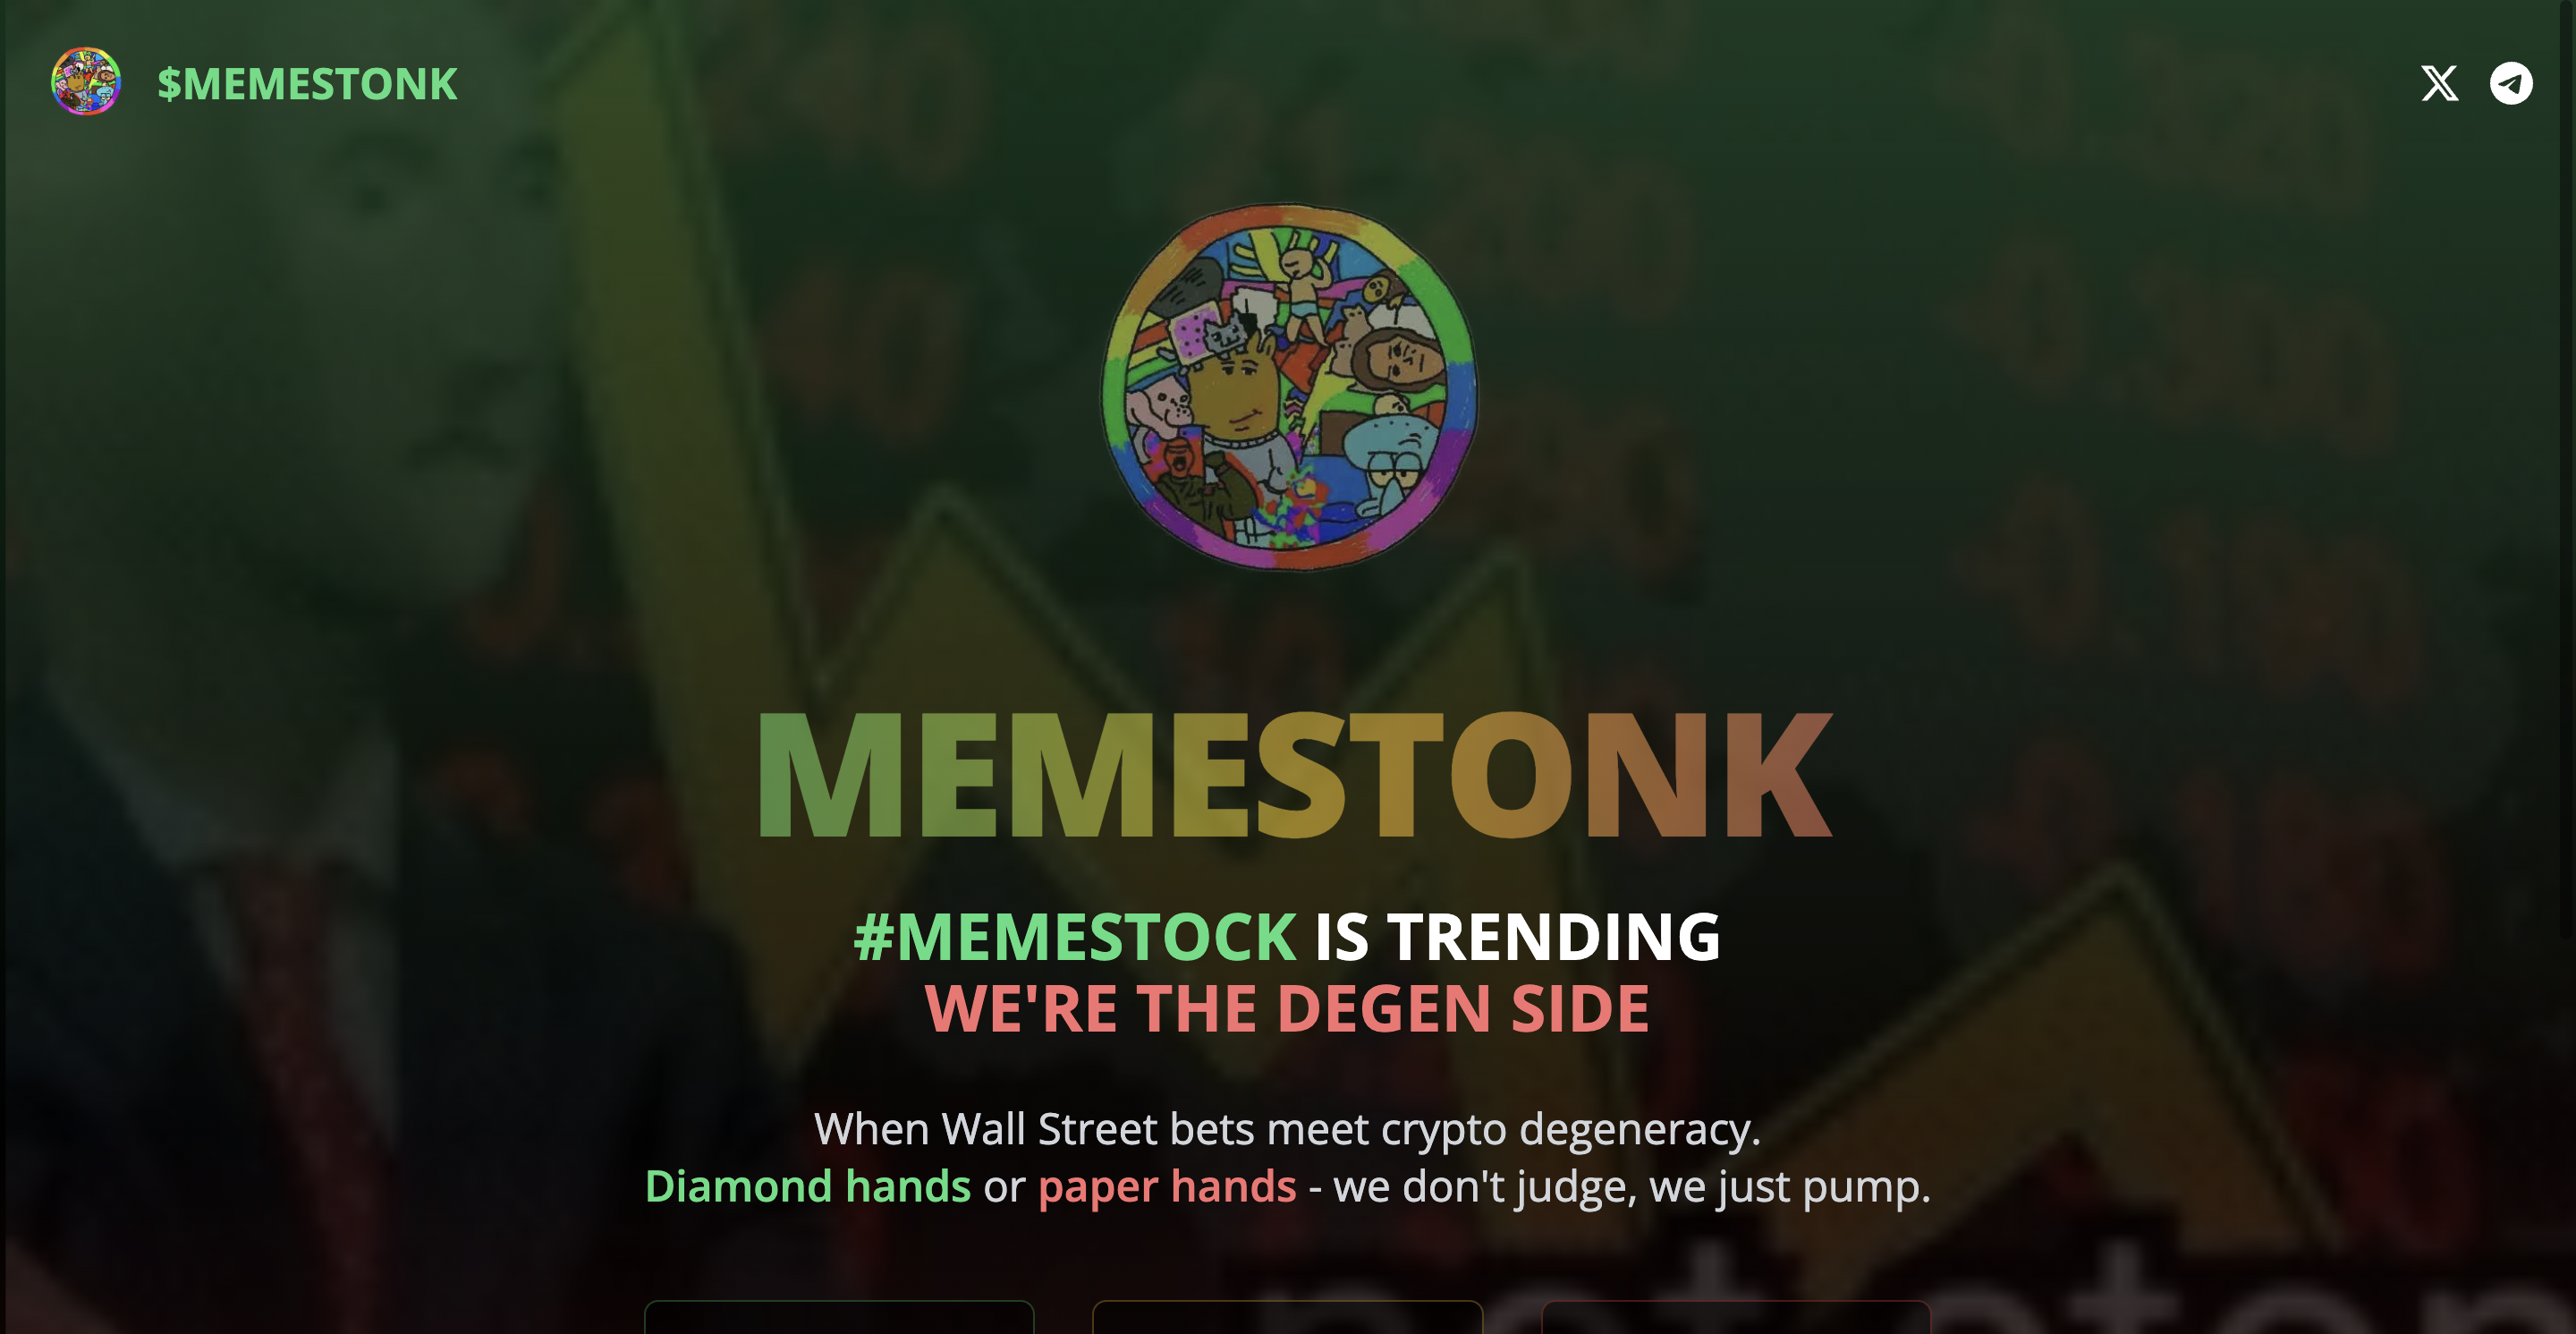 $MEMESTONK
MEMESTONK
#MEMESTOCK IS TRENDING
WE'RE THE DEGEN SIDE
When Wall Street bets meet crypto degeneracy.
Diamond hands or paper hands - we don't judge, we just pump.